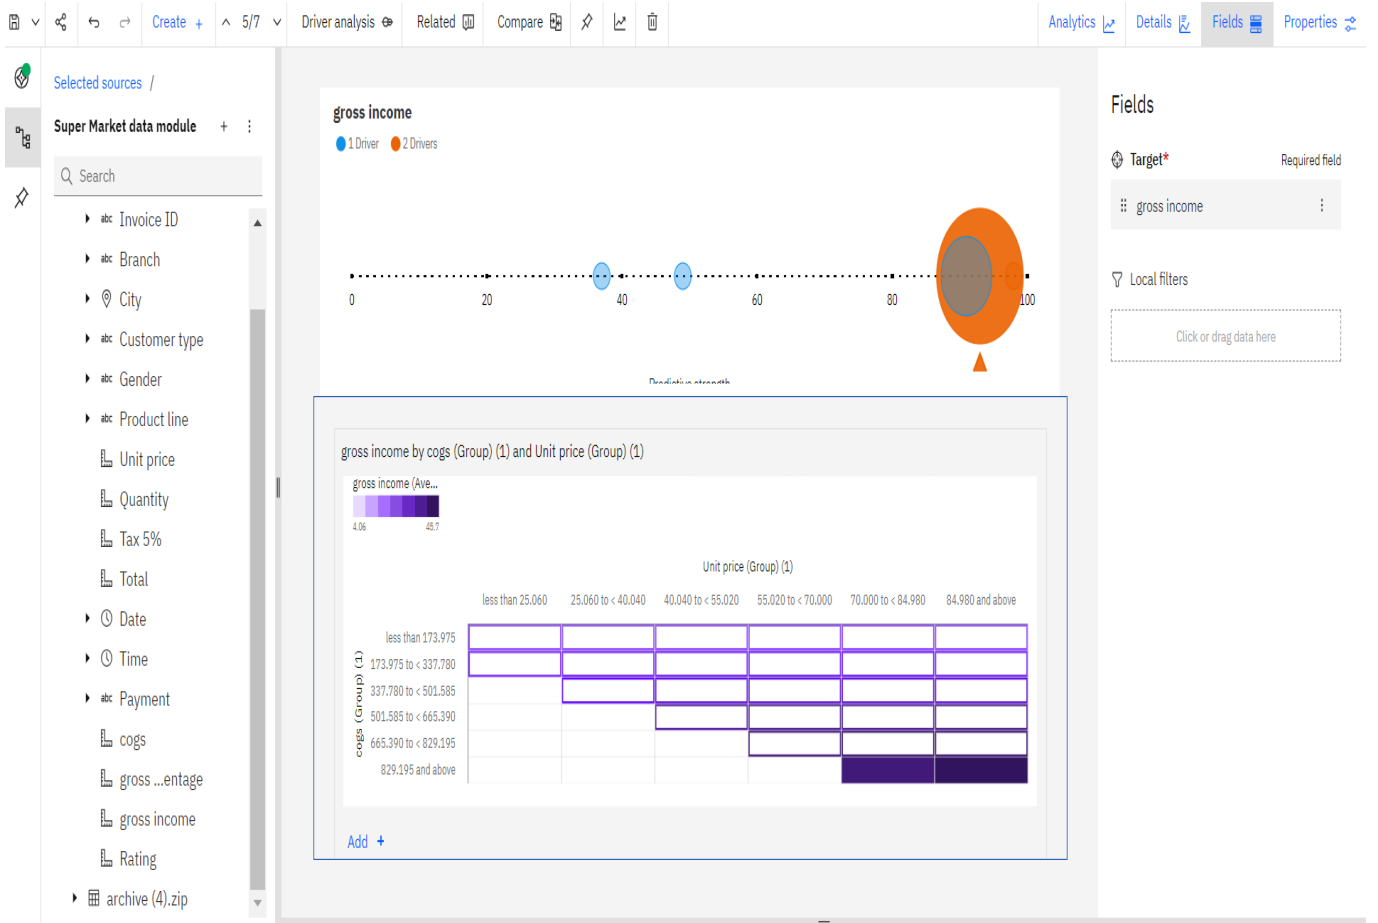 Create +
5/7
Driver analysis
Related
Compare
Analytics
Details
Fields
Properties
Selected sources /
Super Market data module
Search
abc Invoice ID
abc Branch
City
abc Customer type
abc Gender
abc Product line
Unit price
Quantity
Tax 5%
Total
Date
Time
abc Payment
cogs
gross ...entage
gross income
Rating
archive (4).zip
gross income
1 Driver 2 Drivers
0 20 40 60 80 100
Predictive strength
gross income by cogs (Group) (1) and Unit price (Group) (1)
gross income (Ave...
4.06 45.7
Unit price (Group) (1)
less than 25.060 25.060 to < 40.040 40.040 to < 55.020 55.020 to < 70.000 70.000 to < 84.980 84.980 and above
cogs (Group) (1)
less than 173.975
173.975 to < 337.780
337.780 to < 501.585
501.585 to < 665.390
665.390 to < 829.195
829.195 and above
Add +
Fields
Target* Required field
gross income
Local filters
Click or drag data here